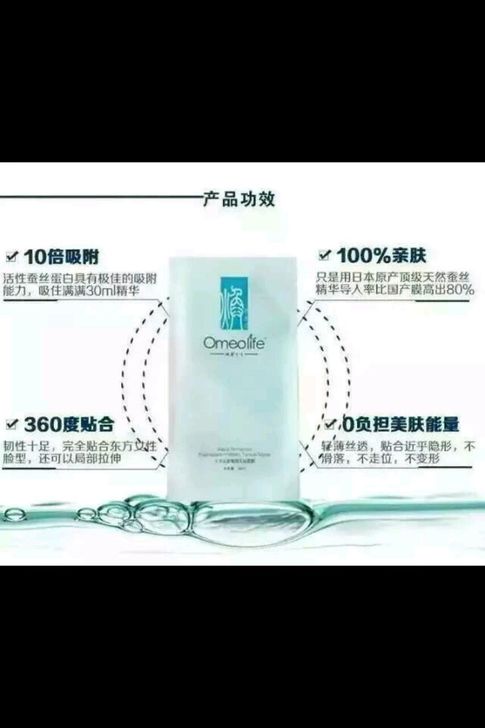 产品功效
10倍吸附
活性蚕丝蛋白具有极佳的吸附
能力，吸住满满30ml精华
100%亲肤
只是用日本原产顶级天然蚕丝
精华导人率比国产膜高出80%
焕
Omeolife
360度贴合
韧性十足，完全贴合东方女性
脸型，还可以局部拉伸
0负担美肤能量
轻薄丝透，贴合近乎隐形，不
滑落，不走位，不变形